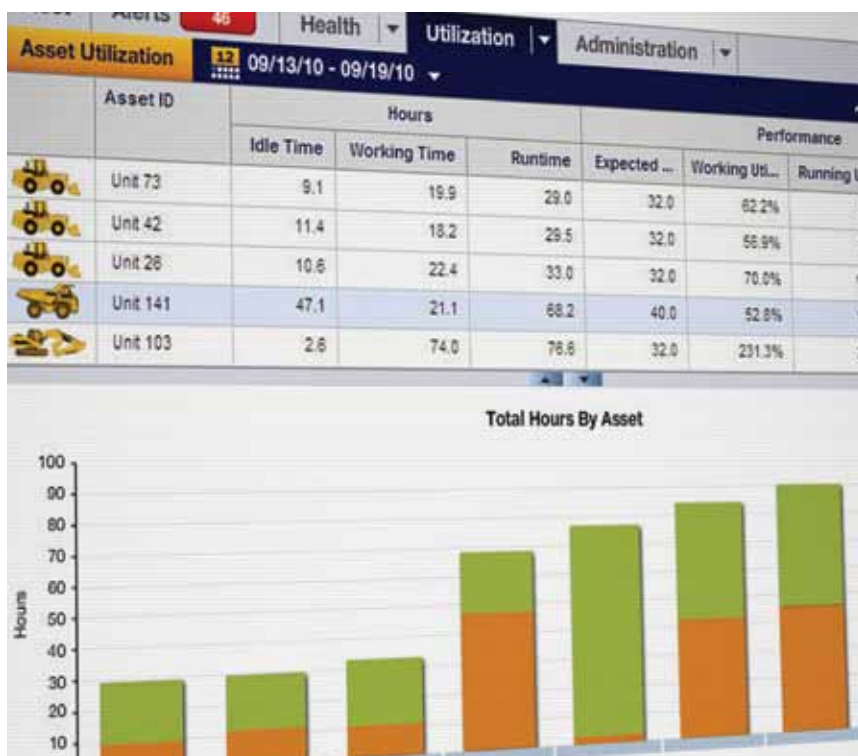 Alerts 46 Health Utilization Administration
Asset Utilization 12 09/13/10 - 09/19/10
Asset ID Hours Performance
Idle Time Working Time Runtime Expected ... Working Uti... Running U
Unit 73 9.1 19.9 29.0 32.0 62.2%
Unit 42 11.4 18.2 29.5 32.0 56.9%
Unit 26 10.6 22.4 33.0 32.0 70.0%
Unit 141 47.1 21.1 68.2 40.0 52.8%
Unit 103 2.6 74.0 76.6 32.0 231.3%
Total Hours By Asset
100
90
80
70
60
50
40
30
20
10
Hours